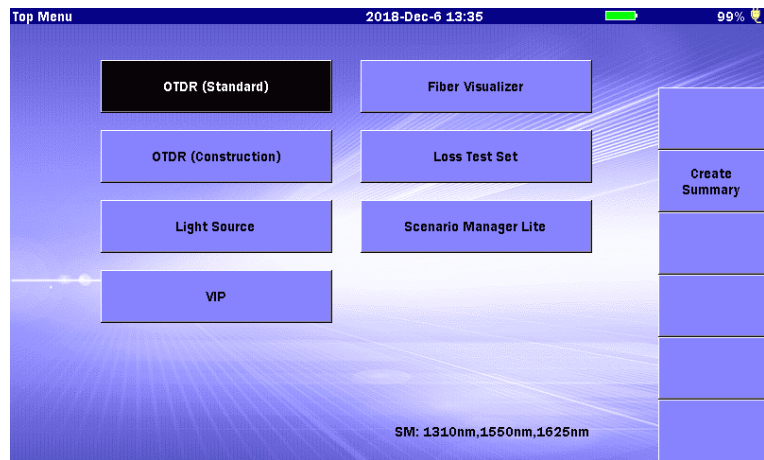 Top Menu 2018-Dec-6 13:35 99%
OTDR (Standard) Fiber Visualizer
OTDR (Construction) Loss Test Set
Create
Summary
Light Source Scenario Manager Lite
VIP
SM: 1310nm,1550nm,1625nm